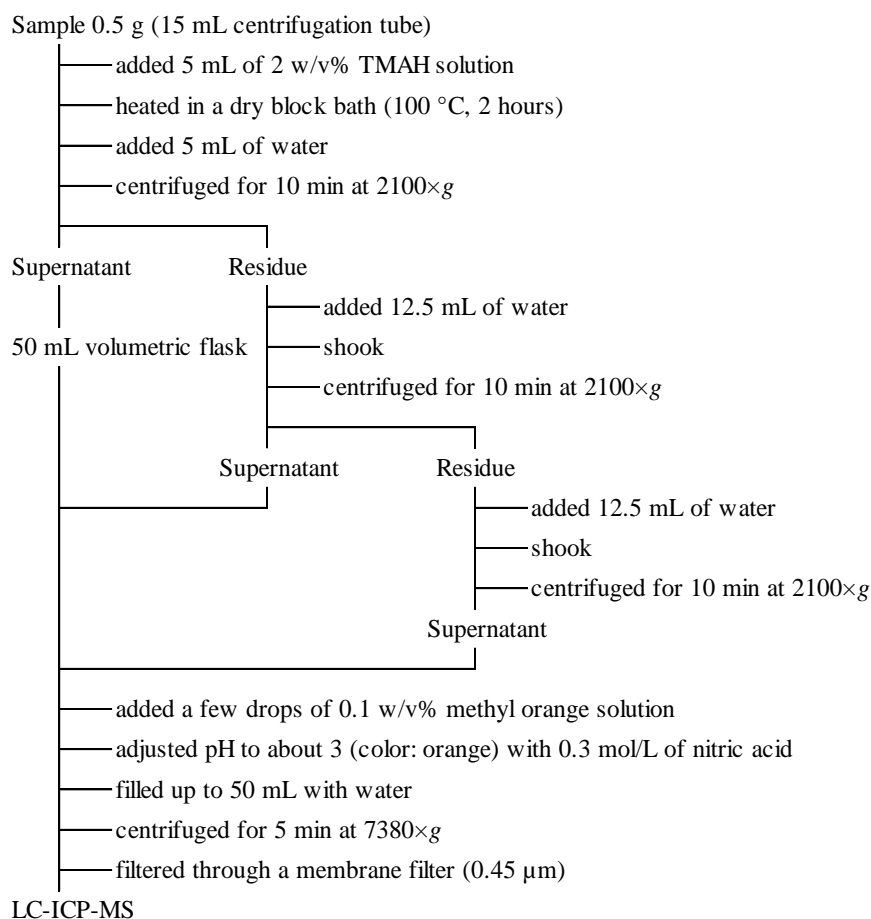 Sample 0.5 g (15 mL centrifugation tube)
added 5 mL of 2 w/v% TMAH solution
heated in a dry block bath (100 °C, 2 hours)
added 5 mL of water
centrifuged for 10 min at 2100×g
Supernatant Residue
added 12.5 mL of water
50 mL volumetric flask shook
centrifuged for 10 min at 2100×g
Supernatant Residue
added 12.5 mL of water
shook
centrifuged for 10 min at 2100×g
Supernatant
added a few drops of 0.1 w/v% methyl orange solution
adjusted pH to about 3 (color: orange) with 0.3 mol/L of nitric acid
filled up to 50 mL with water
centrifuged for 5 min at 7380×g
filtered through a membrane filter (0.45 µm)
LC-ICP-MS